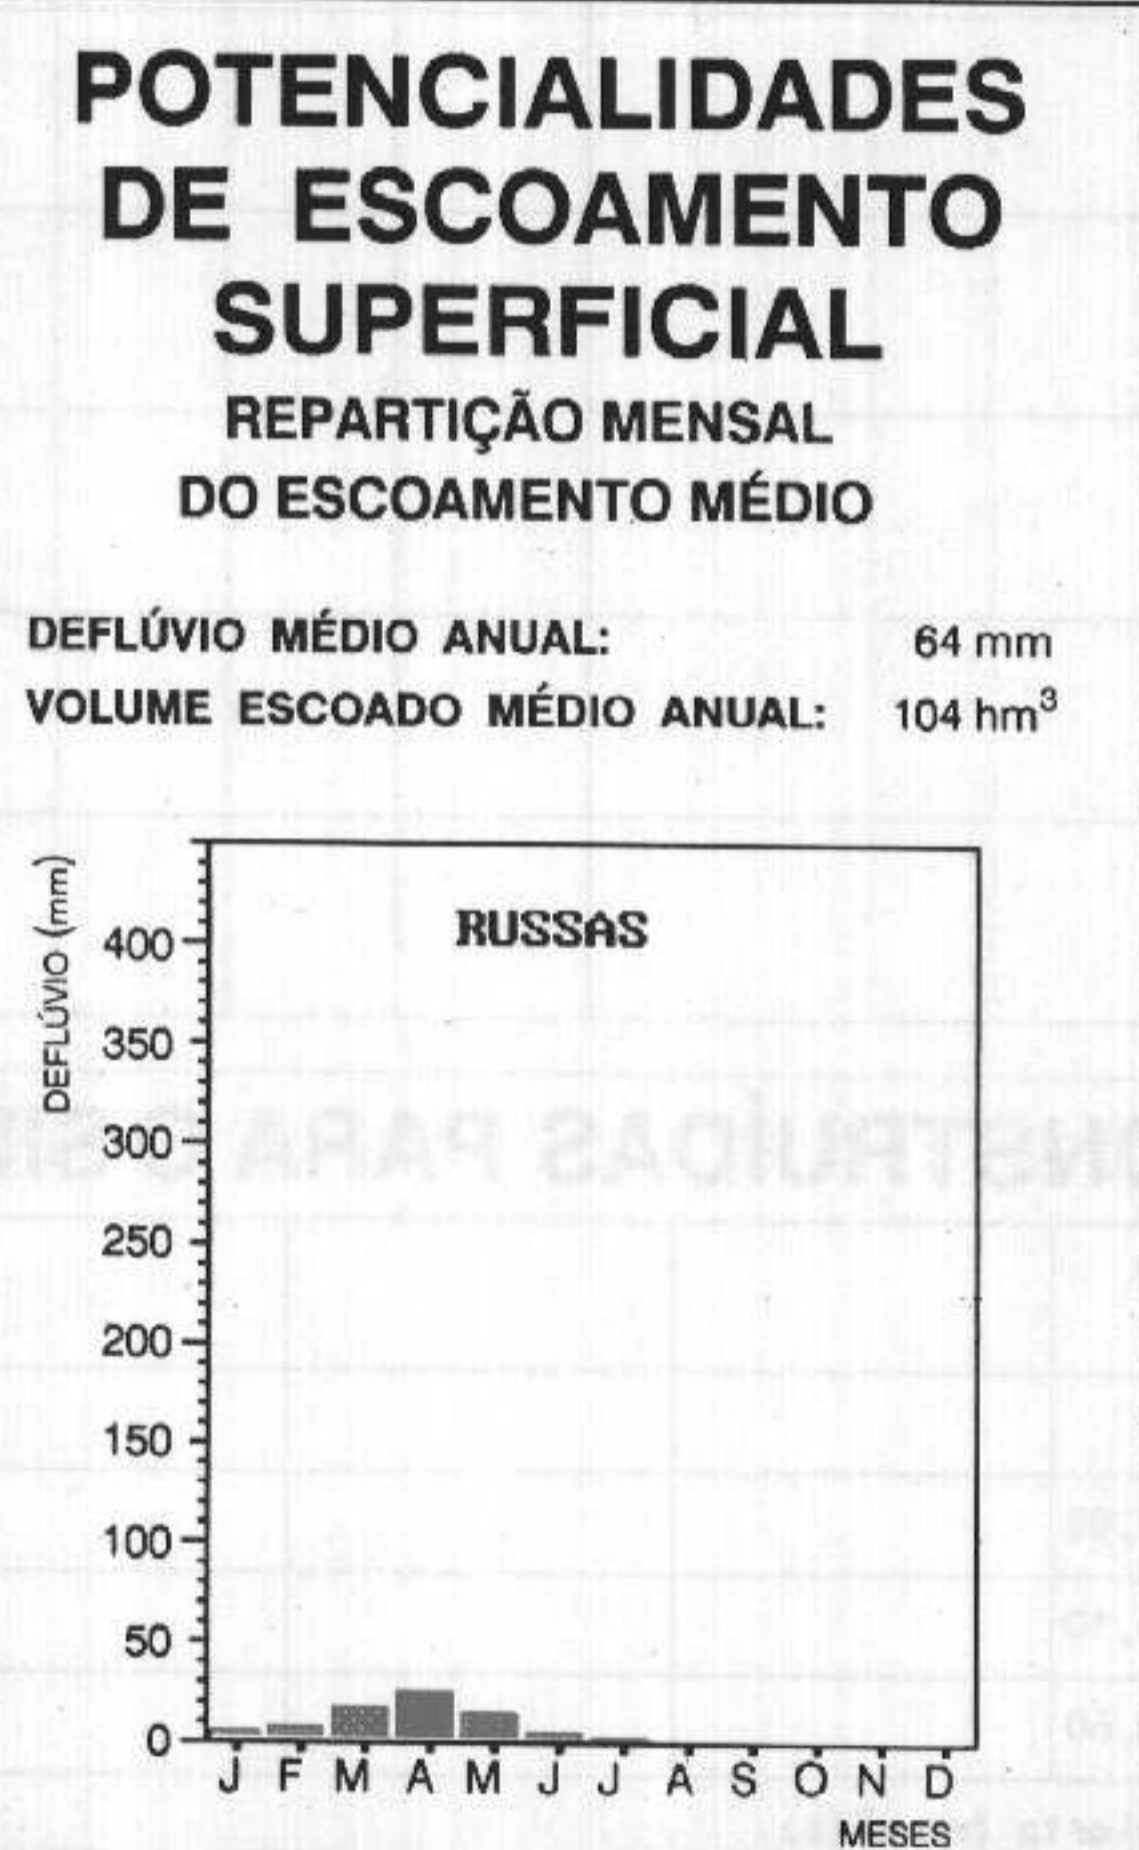 POTENCIALIDADES
DE ESCOAMENTO
SUPERFICIAL
REPARTIÇÃO MENSAL
DO ESCOAMENTO MÉDIO
DEFLÚVIO MÉDIO ANUAL: 64 mm
VOLUME ESCOADO MÉDIO ANUAL: 104 hm³
DEFLÚVIO (mm)
RUSSAS
400
350
300
250
200
150
100
50
0
J F M A M J J A S O N D
MESES